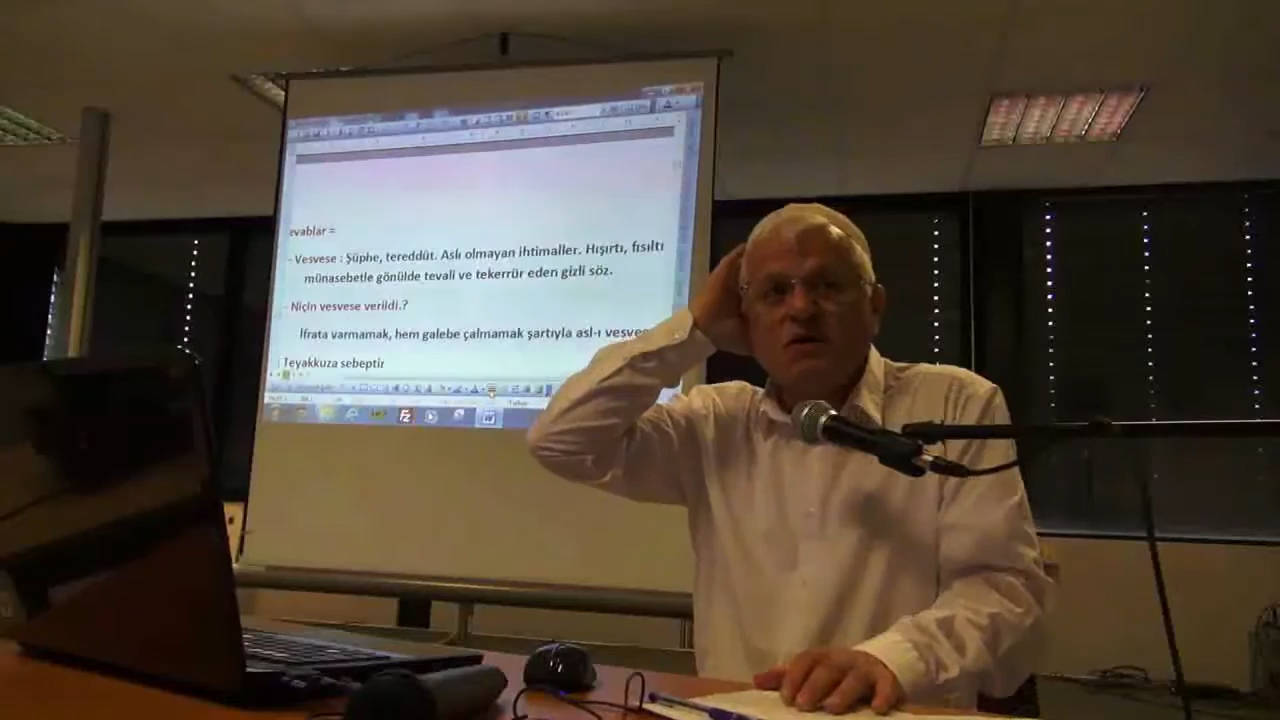 evablar =
- Vesvese : Şüphe, tereddüt. Aslı olmayan ihtimaller. Hışırtı, fısıltı
münasebetle gönülde tevali ve tekerrür eden gizli söz.
- Niçin vesvese verildi.?
İfrata varmamak, hem galebe çalmamak şartıyla asl-ı vesves
Teyakkuza sebeptir